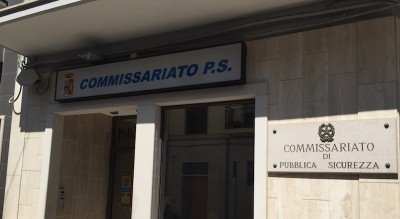 COMMISSARIATO P.S.
COMMISSARIATO
DI
PUBBLICA SICUREZZA